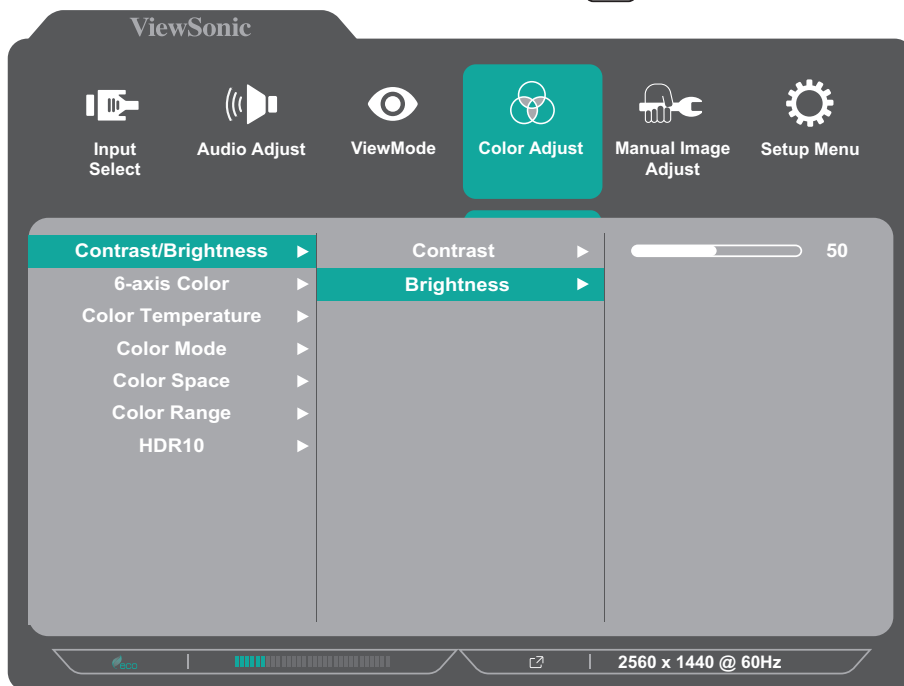 ViewSonic
Input
Select
Audio Adjust
ViewMode
Color Adjust
Manual Image
Adjust
Setup Menu
Contrast/Brightness
6-axis Color
Color Temperature
Color Mode
Color Space
Color Range
HDR10
Contrast
Brightness
50
eco
2560 x 1440 @ 60Hz